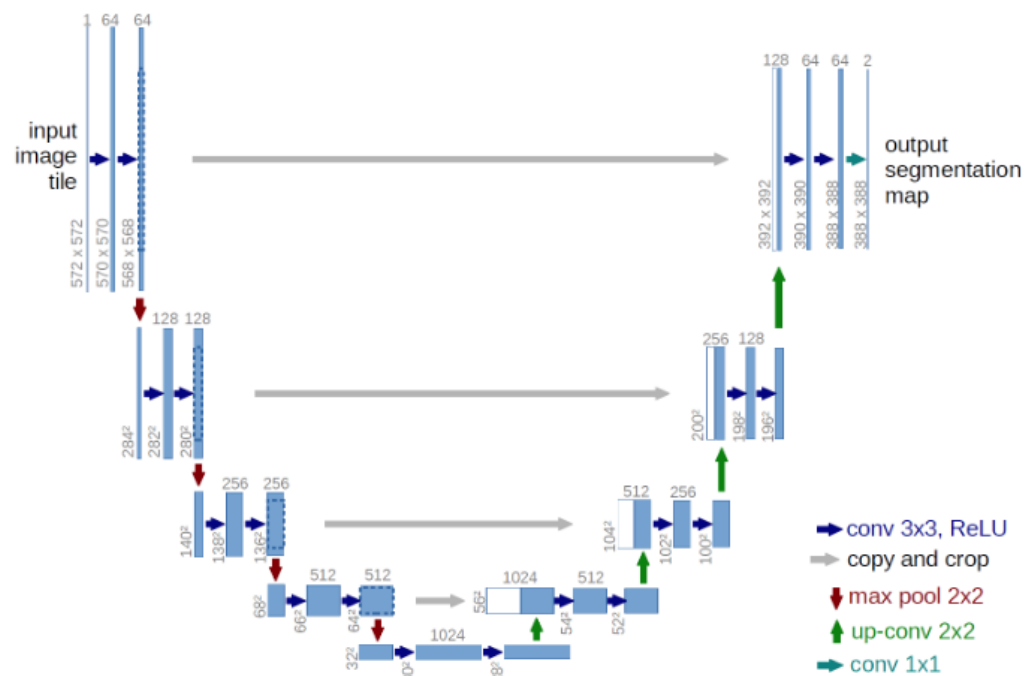 1 64 64
input
image
tile
572 x 572
570 x 570
568 x 568
128 64 64 2
output
segmentation
map
392 x 392
390 x 390
388 x 388
388 x 388
128 128
284²
282²
280²
256 128
200²
198²
196²
256 256
140²
138²
136²
512 256
104²
102²
100²
512 512
68²
66²
64²
1024 512
56²
54²
52²
1024
32²
0²
8²
conv 3x3, ReLU
copy and crop
max pool 2x2
up-conv 2x2
conv 1x1